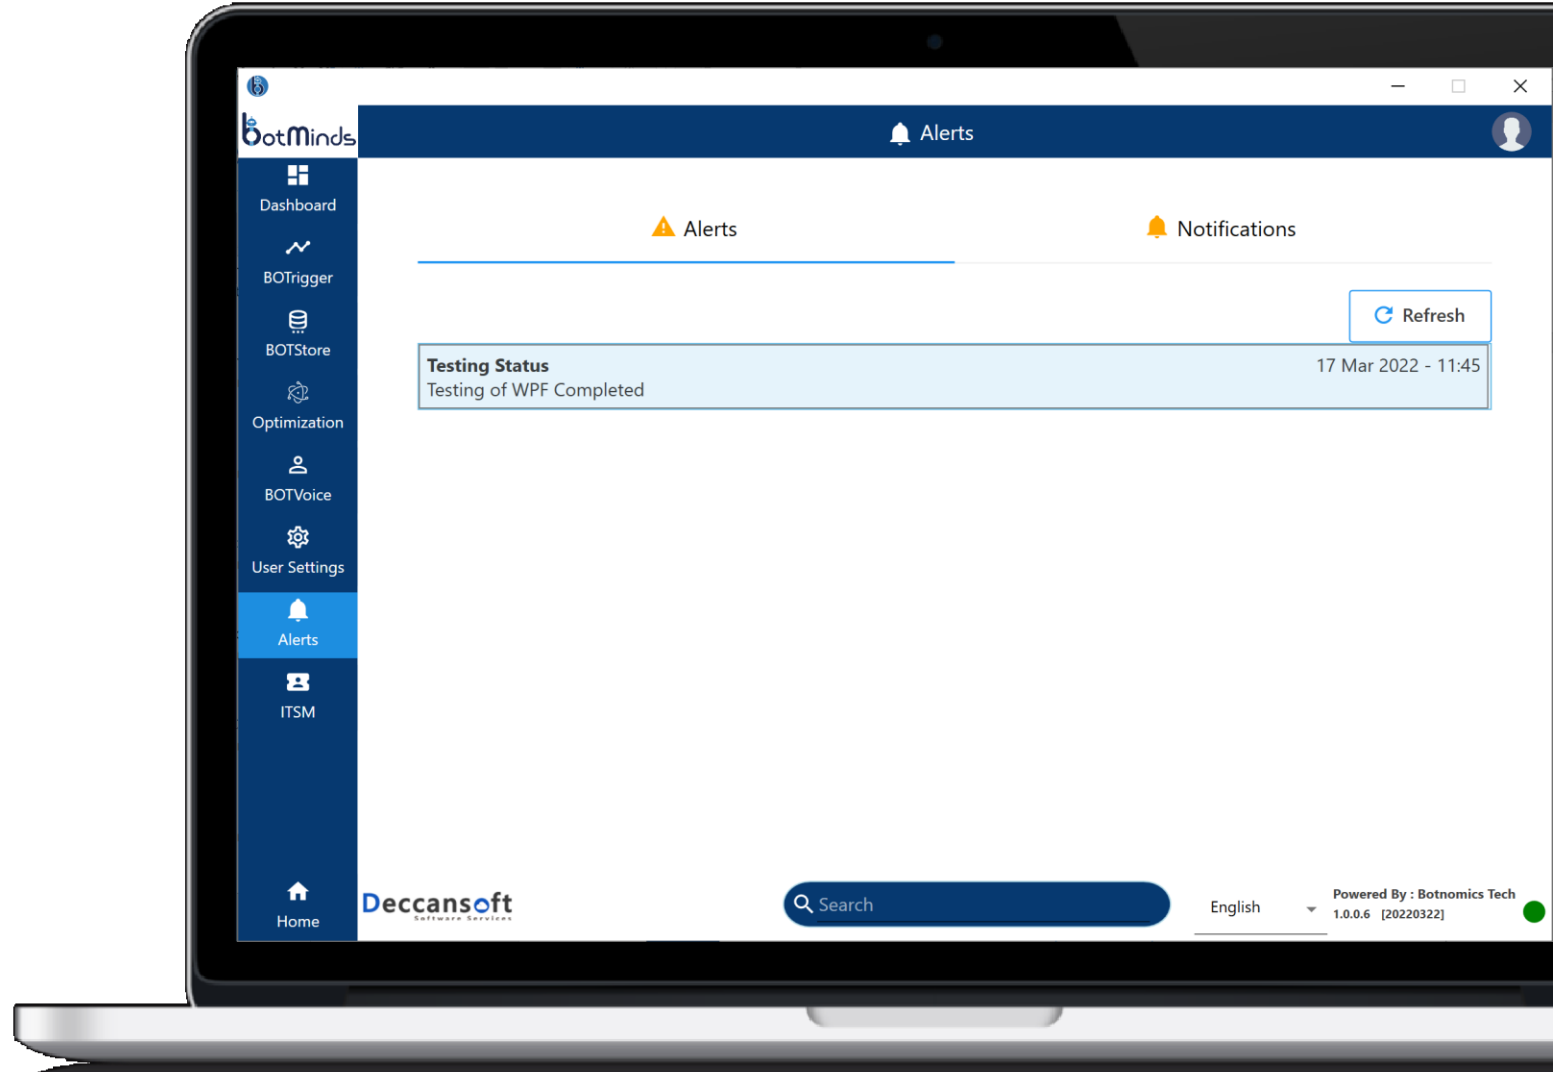 botMinds
Alerts
Dashboard
BOTrigger
BOTStore
Optimization
BOTVoice
User Settings
Alerts
ITSM
Home
Alerts
Notifications
Refresh
Testing Status
17 Mar 2022 - 11:45
Testing of WPF Completed
Deccansoft
Software Services
Search
English
Powered By : Botnomics Tech
1.0.0.6 [20220322]